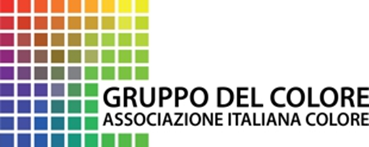 GRUPPO DEL COLORE
ASSOCIAZIONE ITALIANA COLORE